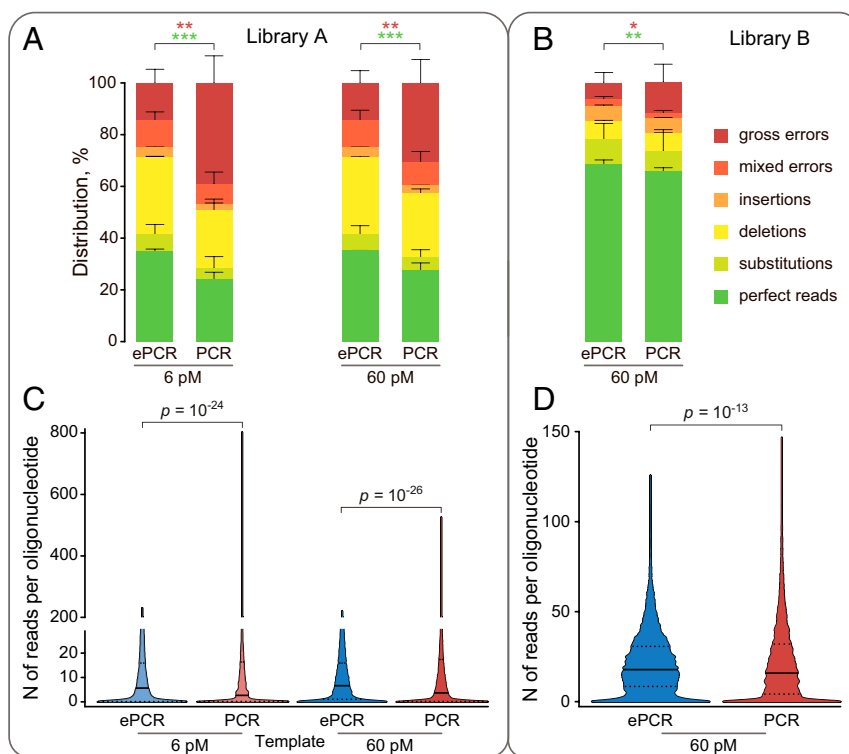 A
**
***
Library A
**
***
100
80
60
40
20
0
Distribution, %
ePCR
PCR
6 pM
ePCR
PCR
60 pM
B
*
**
Library B
gross errors
mixed errors
insertions
deletions
substitutions
perfect reads
ePCR
PCR
60 pM
C
p = 10-24
p = 10-26
800
600
400
200
20
10
0
N of reads per oligonucleotide
ePCR
PCR
6 pM
Template
ePCR
PCR
60 pM
D
p = 10-13
150
100
50
0
N of reads per oligonucleotide
ePCR
PCR
60 pM